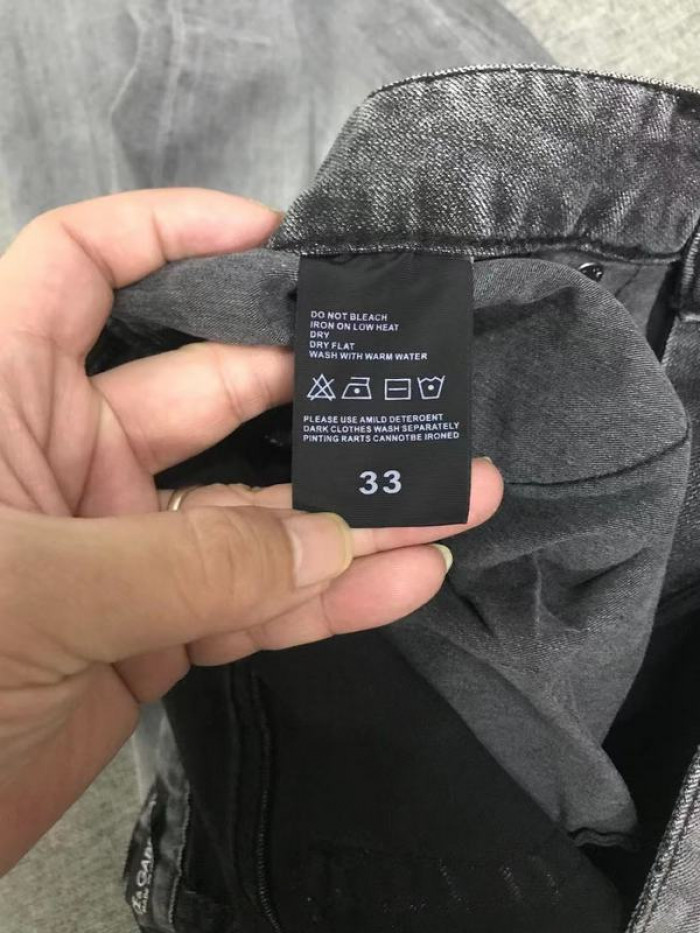 DO NOT BLEACH
IRON ON LOW HEAT
DRY
DRY FLAT
WASH WITH WARM WATER
PLEASE USE AMILD DETEROENT
DARK CLOTHES WASH SEPARATELY
PINTING RARTS CANNOTBE IRONED
33